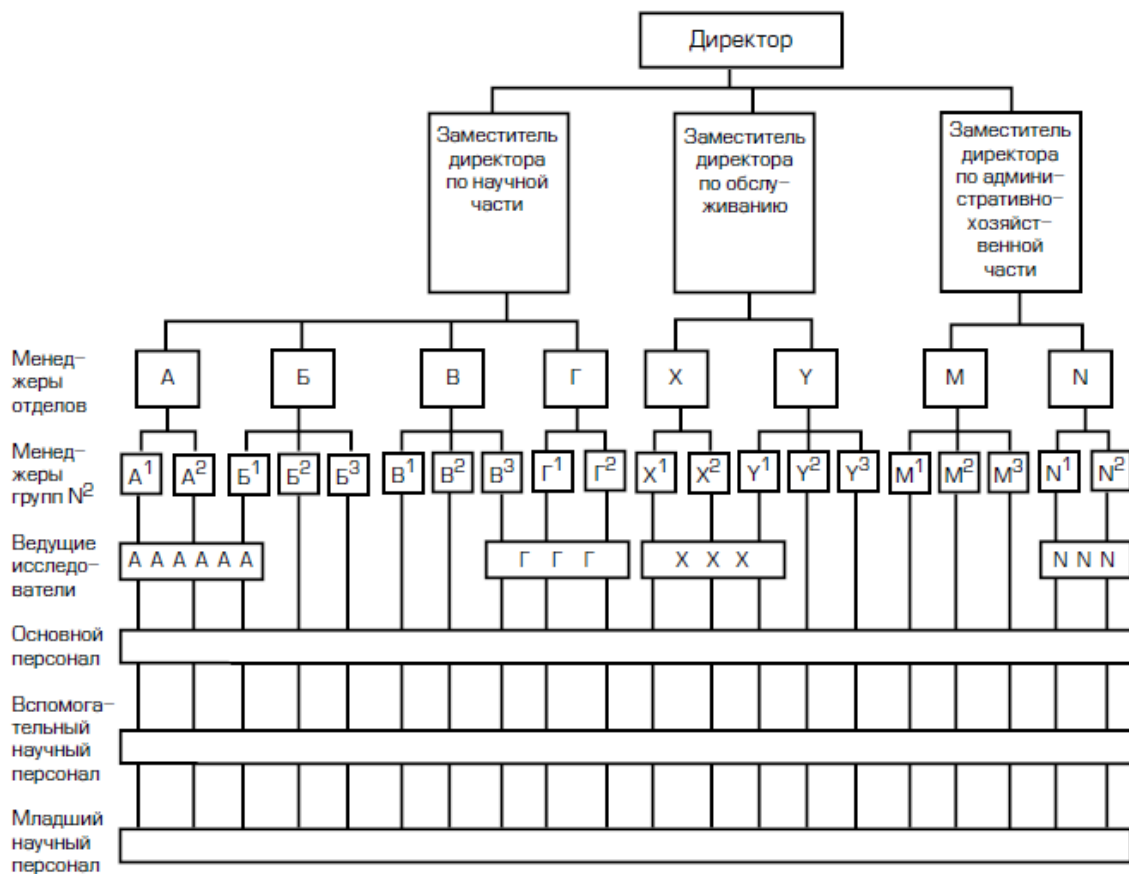 Директор
Заместитель
директора
по научной
части
Заместитель
директора
по обслу-
живанию
Заместитель
директора
по админи-
стративно-
хозяйст-
венной
части
Менед-
жеры
отделов
А Б В Г X Y M N
Менед-
жеры
групп N²
А¹ А² Б¹ Б² Б³ В¹ В² В³ Г¹ Г² X¹ X² Y¹ Y² Y³ M¹ M² M³ N¹ N²
Ведущие
исследо-
ватели
А А А А А А Г Г Г X X X N N N
Основной
персонал
Вспомога-
тельный
научный
персонал
Младший
научный
персонал